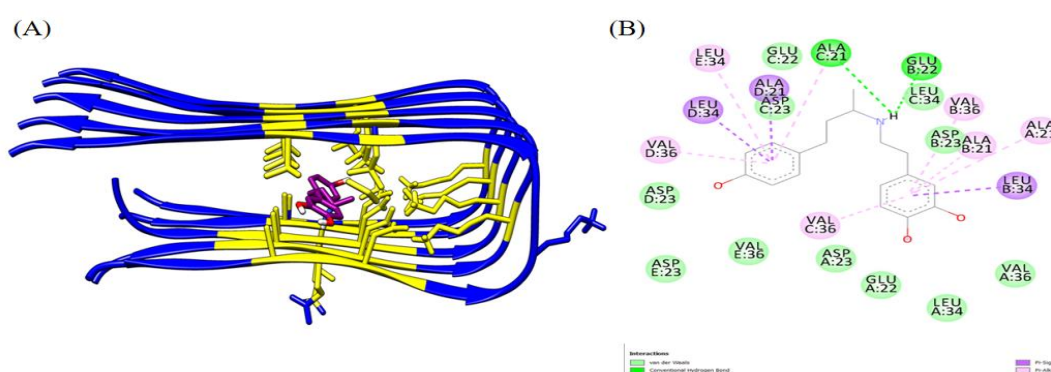 (A)
(B)
LEU
E:34
GLU
C:22
ALA
C:21
GLU
B:22
ALA
D:21
LEU
D:34
ASP
C:23
LEU
C:34
VAL
B:36
ASP
B:23
ALA
B:21
VAL
D:36
H
N
LEU
B:34
ASP
D:23
O
VAL
C:36
O
O
ASP
E:23
VAL
E:36
ASP
A:23
GLU
A:22
LEU
A:34
VAL
A:36
Interactions
van der Waals
Conventional Hydrogen Bond